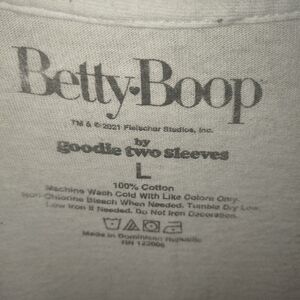 Betty Boop
TM & © 2021 Fleischer Studios, Inc.
by
goodie two sleeves
L
100% Cotton
Machine Wash Cold With Like Colors Only.
Non-Chlorine Bleach When Needed. Tumble Dry Low.
Low Iron if Needed. Do Not Iron Decoration.
Made in Dominican Republic
RN 122006